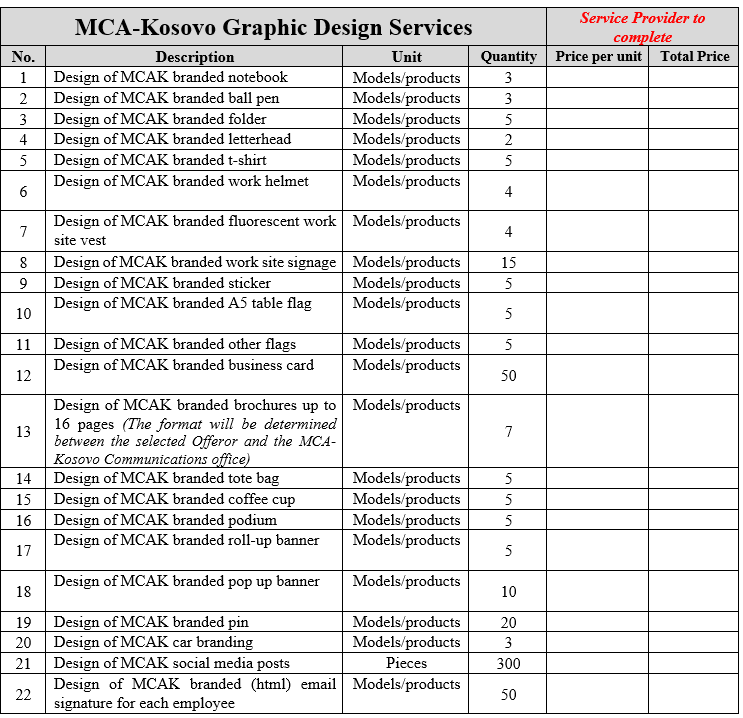 MCA-Kosovo Graphic Design Services
Service Provider to
complete
No. Description Unit Quantity Price per unit Total Price
1 Design of MCAK branded notebook Models/products 3
2 Design of MCAK branded ball pen Models/products 3
3 Design of MCAK branded folder Models/products 5
4 Design of MCAK branded letterhead Models/products 2
5 Design of MCAK branded t-shirt Models/products 5
6 Design of MCAK branded work helmet Models/products 4
7 Design of MCAK branded fluorescent work Models/products 4
site vest
8 Design of MCAK branded work site signage Models/products 15
9 Design of MCAK branded sticker Models/products 5
10 Design of MCAK branded A5 table flag Models/products 5
11 Design of MCAK branded other flags Models/products 5
12 Design of MCAK branded business card Models/products 50
13 Design of MCAK branded brochures up to Models/products 7
16 pages (The format will be determined
between the selected Offeror and the MCA-
Kosovo Communications office)
14 Design of MCAK branded tote bag Models/products 5
15 Design of MCAK branded coffee cup Models/products 5
16 Design of MCAK branded podium Models/products 5
17 Design of MCAK branded roll-up banner Models/products 5
18 Design of MCAK branded pop up banner Models/products 10
19 Design of MCAK branded pin Models/products 20
20 Design of MCAK car branding Models/products 3
21 Design of MCAK social media posts Pieces 300
22 Design of MCAK branded (html) email Models/products 50
signature for each employee